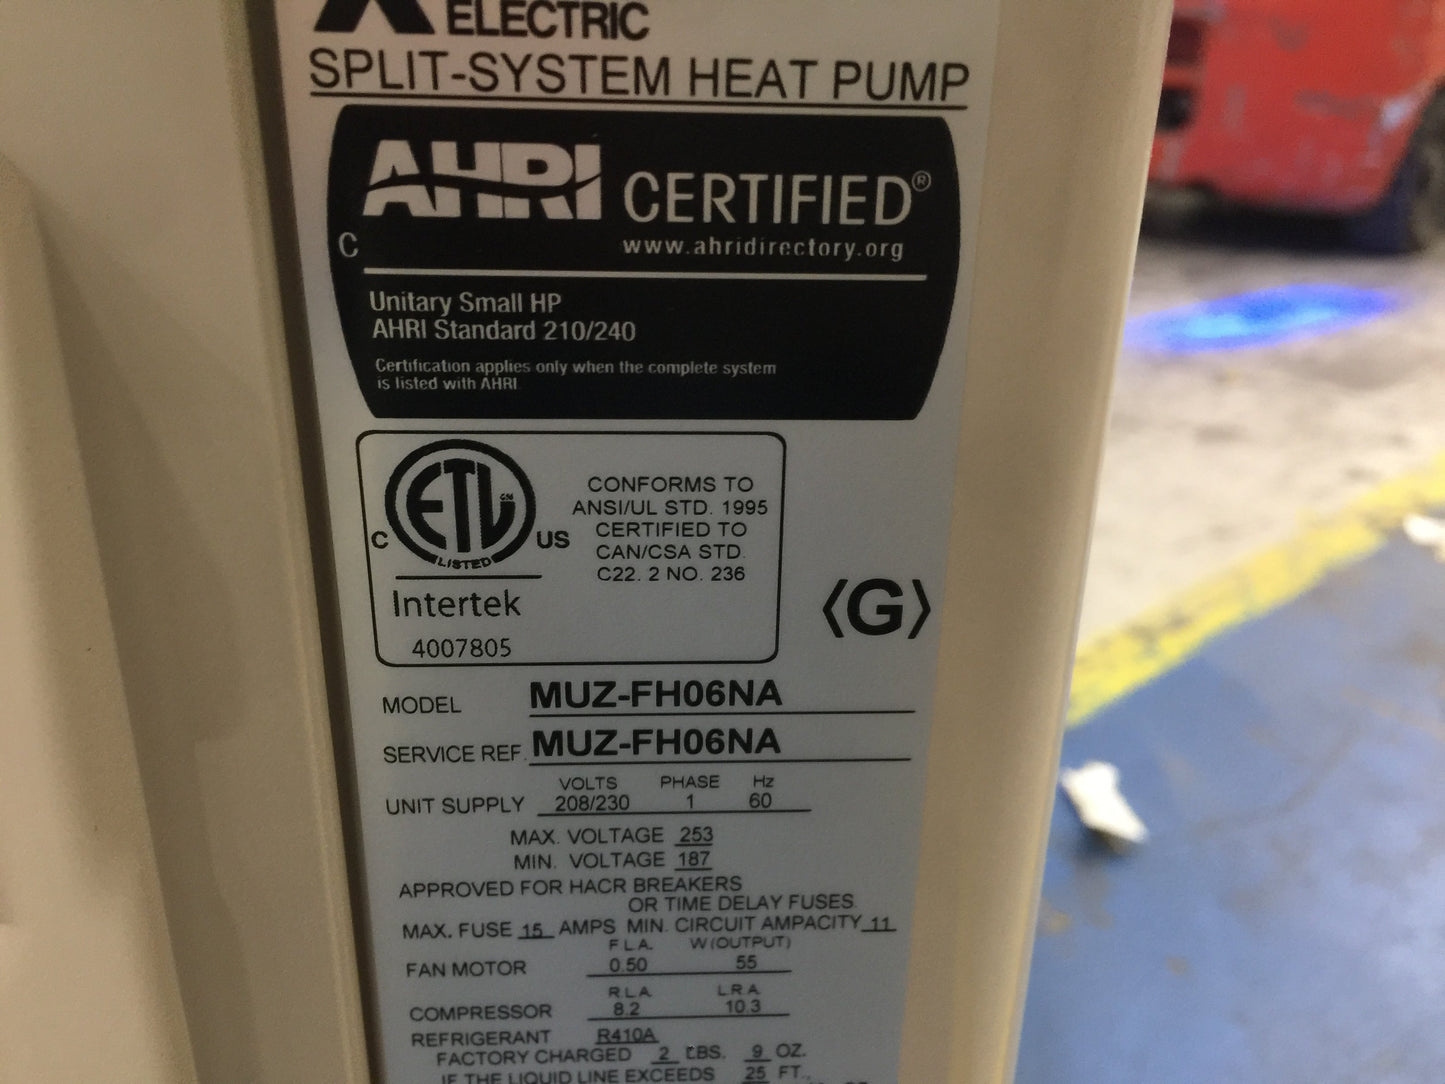 ELECTRIC
SPLIT-SYSTEM HEAT PUMP
AHRI CERTIFIED®
www.ahridirectory.org
C
Unitary Small HP
AHRI Standard 210/240
Certification applies only when the complete system
is listed with AHRI.
ETL CM
C LISTED US
Intertek
4007805
CONFORMS TO
ANSI/UL STD. 1995
CERTIFIED TO
CAN/CSA STD.
C22. 2 NO. 236
〈G〉
MODEL MUZ-FH06NA
SERVICE REF. MUZ-FH06NA
VOLTS PHASE Hz
UNIT SUPPLY 208/230 1 60
MAX. VOLTAGE 253
MIN. VOLTAGE 187
APPROVED FOR HACR BREAKERS
OR TIME DELAY FUSES.
MAX. FUSE 15 AMPS MIN. CIRCUIT AMPACITY 11
F.L.A. W(OUTPUT)
FAN MOTOR 0.50 55
R.L.A. L.R.A.
COMPRESSOR 8.2 10.3
REFRIGERANT R410A
FACTORY CHARGED 2 LBS. 9 OZ.
IF THE LIQUID LINE EXCEEDS 25 FT.,